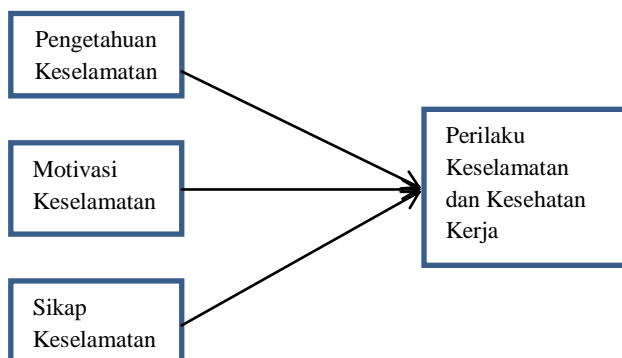 Pengetahuan
Keselamatan
Motivasi
Keselamatan
Sikap
Keselamatan
Perilaku
Keselamatan
dan Kesehatan
Kerja